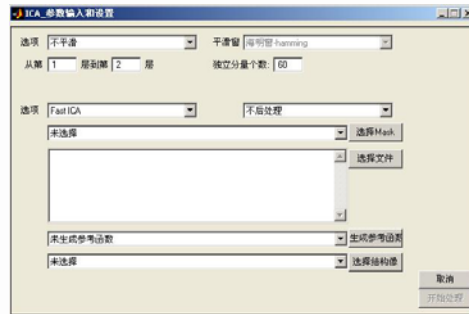 ICA_参数输入和设置
选项 不平滑 平滑窗 海明窗-hamming
从第 1 层到第 2 层 独立分量个数: 60
选项 Fast ICA 不后处理
未选择 选择Mask
选择文件
未生成参考函数 生成参考函数
未选择 选择结构像
取消
开始处理